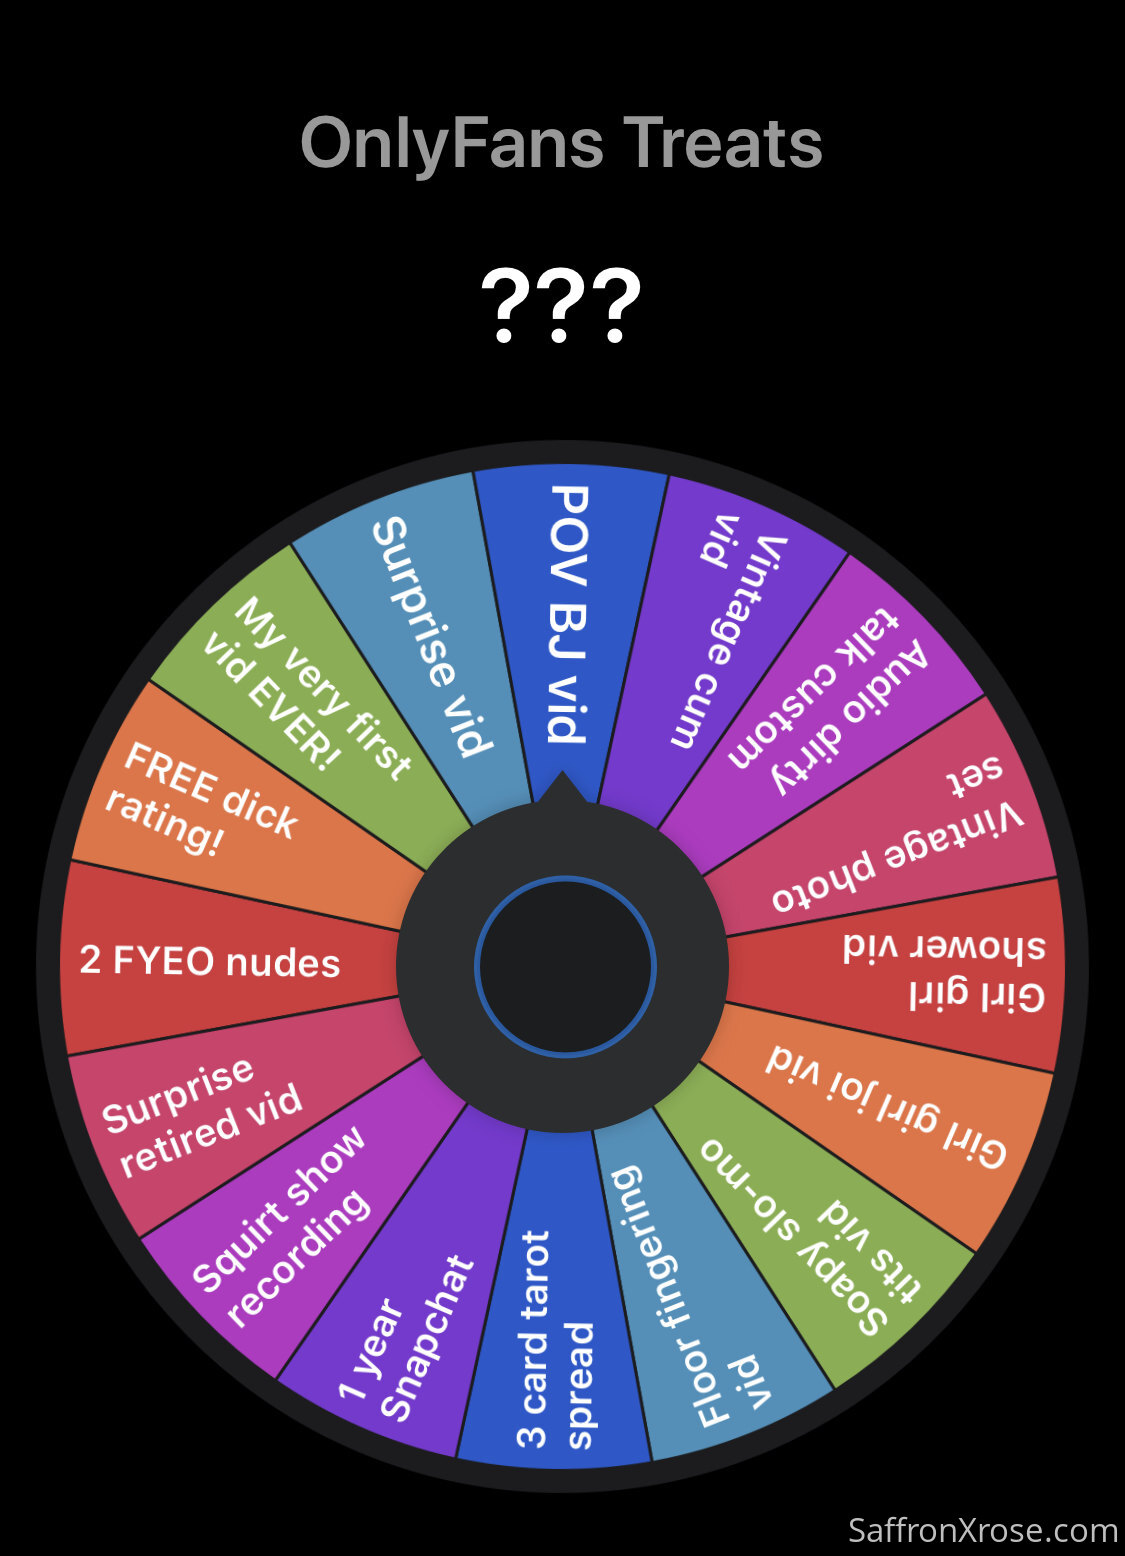 OnlyFans Treats
???
POV BJ vid
Vintage cum
vid
Audio dirty
talk custom
Vintage photo
set
Girl girl
shower vid
Girl girl joi vid
Soapy slo-mo
tits vid
Floor fingering
vid
3 card tarot
spread
1 year
Snapchat
Squirt show
recording
Surprise
retired vid
2 FYEO nudes
FREE dick
rating!
My very first
vid EVER!
Surprise vid
SaffronXrose.com